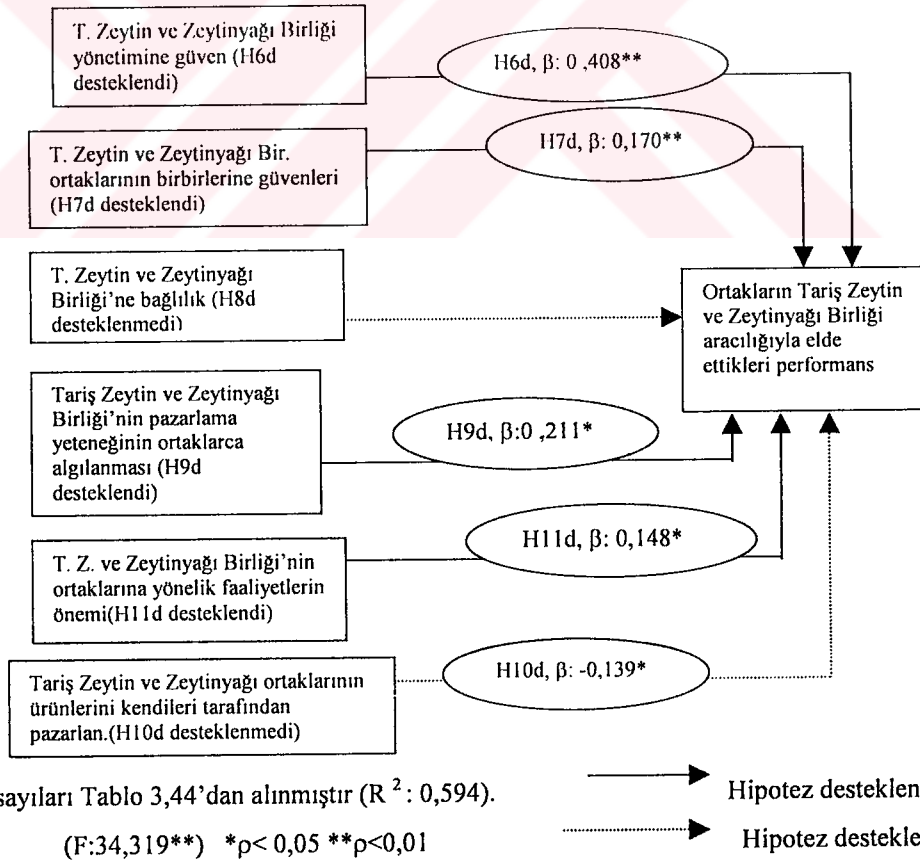 T. Zeytin ve Zeytinyağı Birliği
yönetimine güven (H6d
desteklendi)
H6d, β: 0 ,408**
T. Zeytin ve Zeytinyağı Bir.
ortaklarının birbirlerine güvenleri
(H7d desteklendi)
H7d, β: 0,170**
T. Zeytin ve Zeytinyağı
Birliği'ne bağlılık (H8d
desteklenmedi)
Ortakların Tariş Zeytin
ve Zeytinyağı Birliği
aracılığıyla elde
ettikleri performans
Tariş Zeytin ve Zeytinyağı
Birliği'nin pazarlama
yeteneğinin ortaklarca
algılanması (H9d
desteklendi)
H9d, β:0 ,211*
T. Z. ve Zeytinyağı Birliği'nin
ortaklarına yönelik faaliyetlerin
önemi(H11d desteklendi)
H11d, β: 0,148*
Tariş Zeytin ve Zeytinyağı ortaklarının
ürünlerini kendileri tarafından
pazarlan.(H10d desteklenmedi)
H10d, β: -0,139*
sayıları Tablo 3,44'dan alınmıştır (R ² : 0,594).
Hipotez desteklen
(F:34,319**) *ρ< 0,05 **ρ<0,01
Hipotez destekle